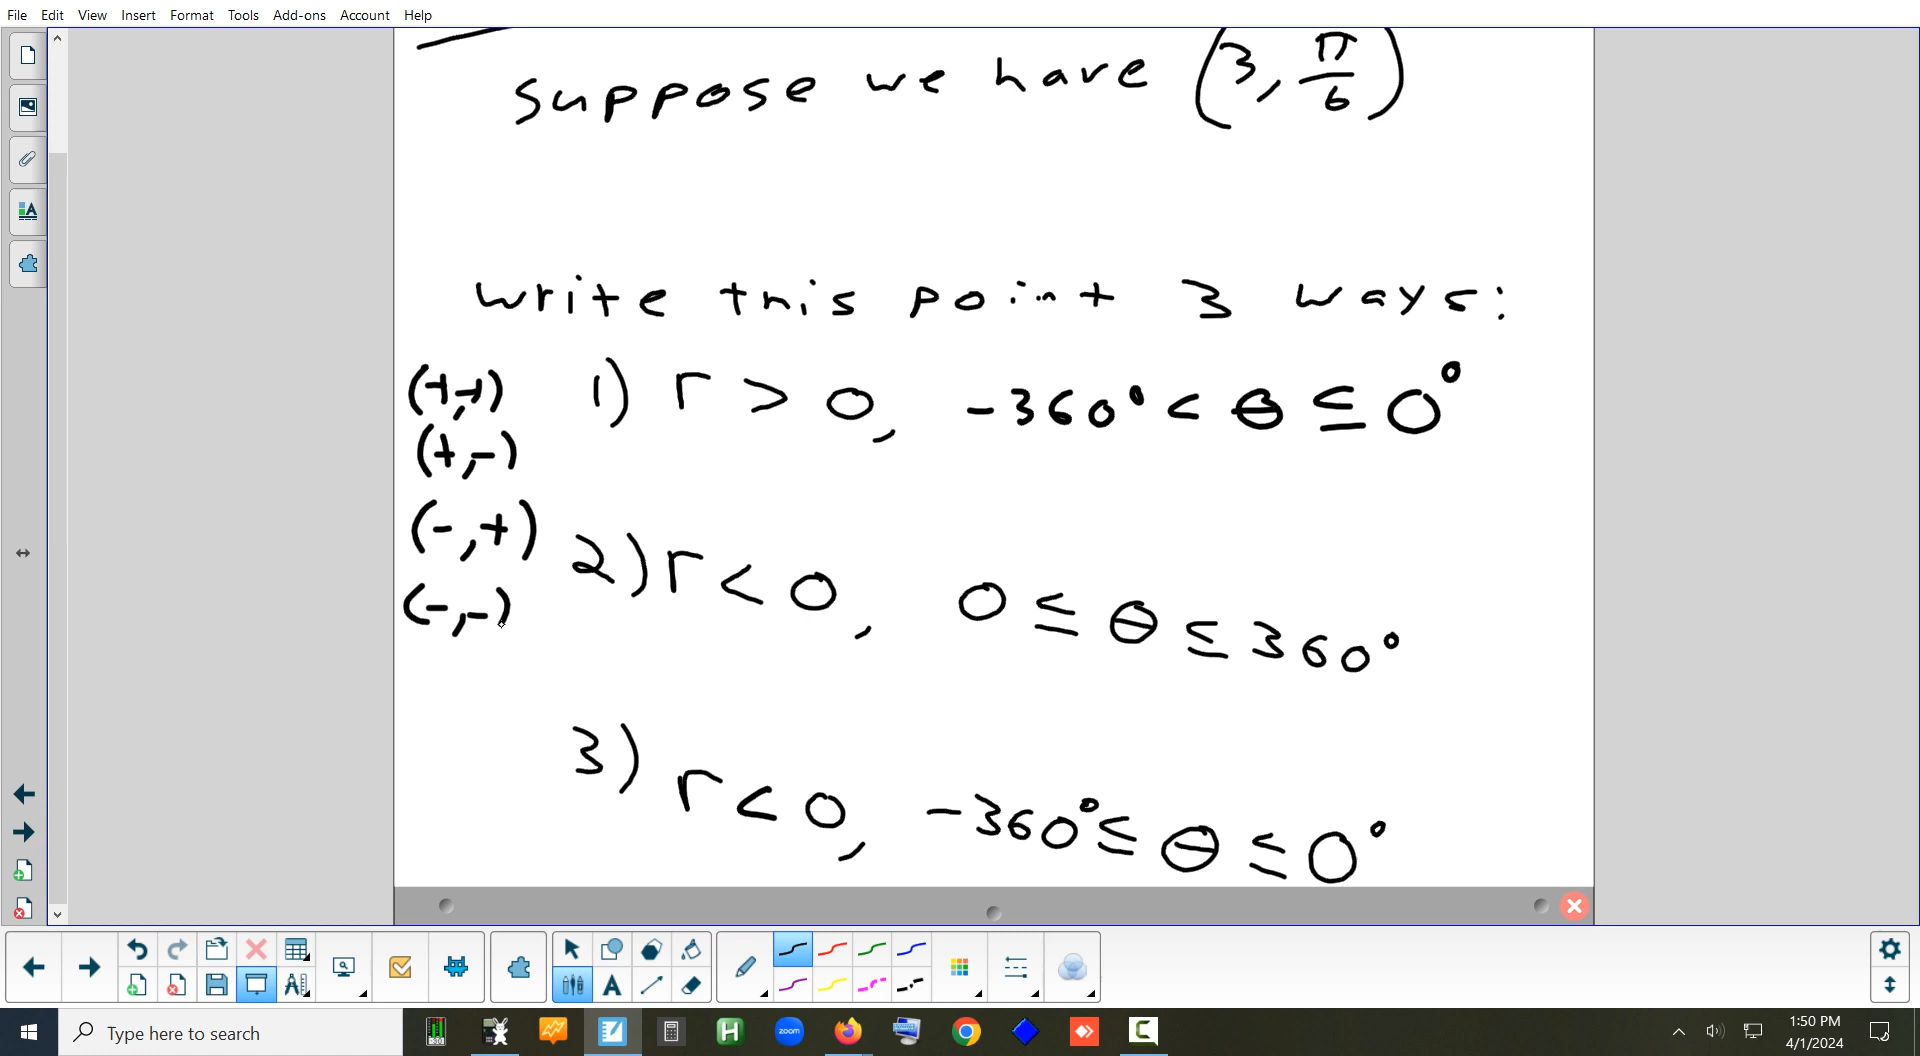 File Edit View Insert Format Tools Add-ons Account Help
suppose we have (3, π/6)
write this point 3 ways:
(+,+) 1) r > 0, -360° < θ ≤ 0°
(+,-)
(-,+) 2) r < 0, 0 ≤ θ ≤ 360°
(-,-)
3) r < 0, -360° ≤ θ ≤ 0°
Type here to search
zoom
1:50 PM
4/1/2024